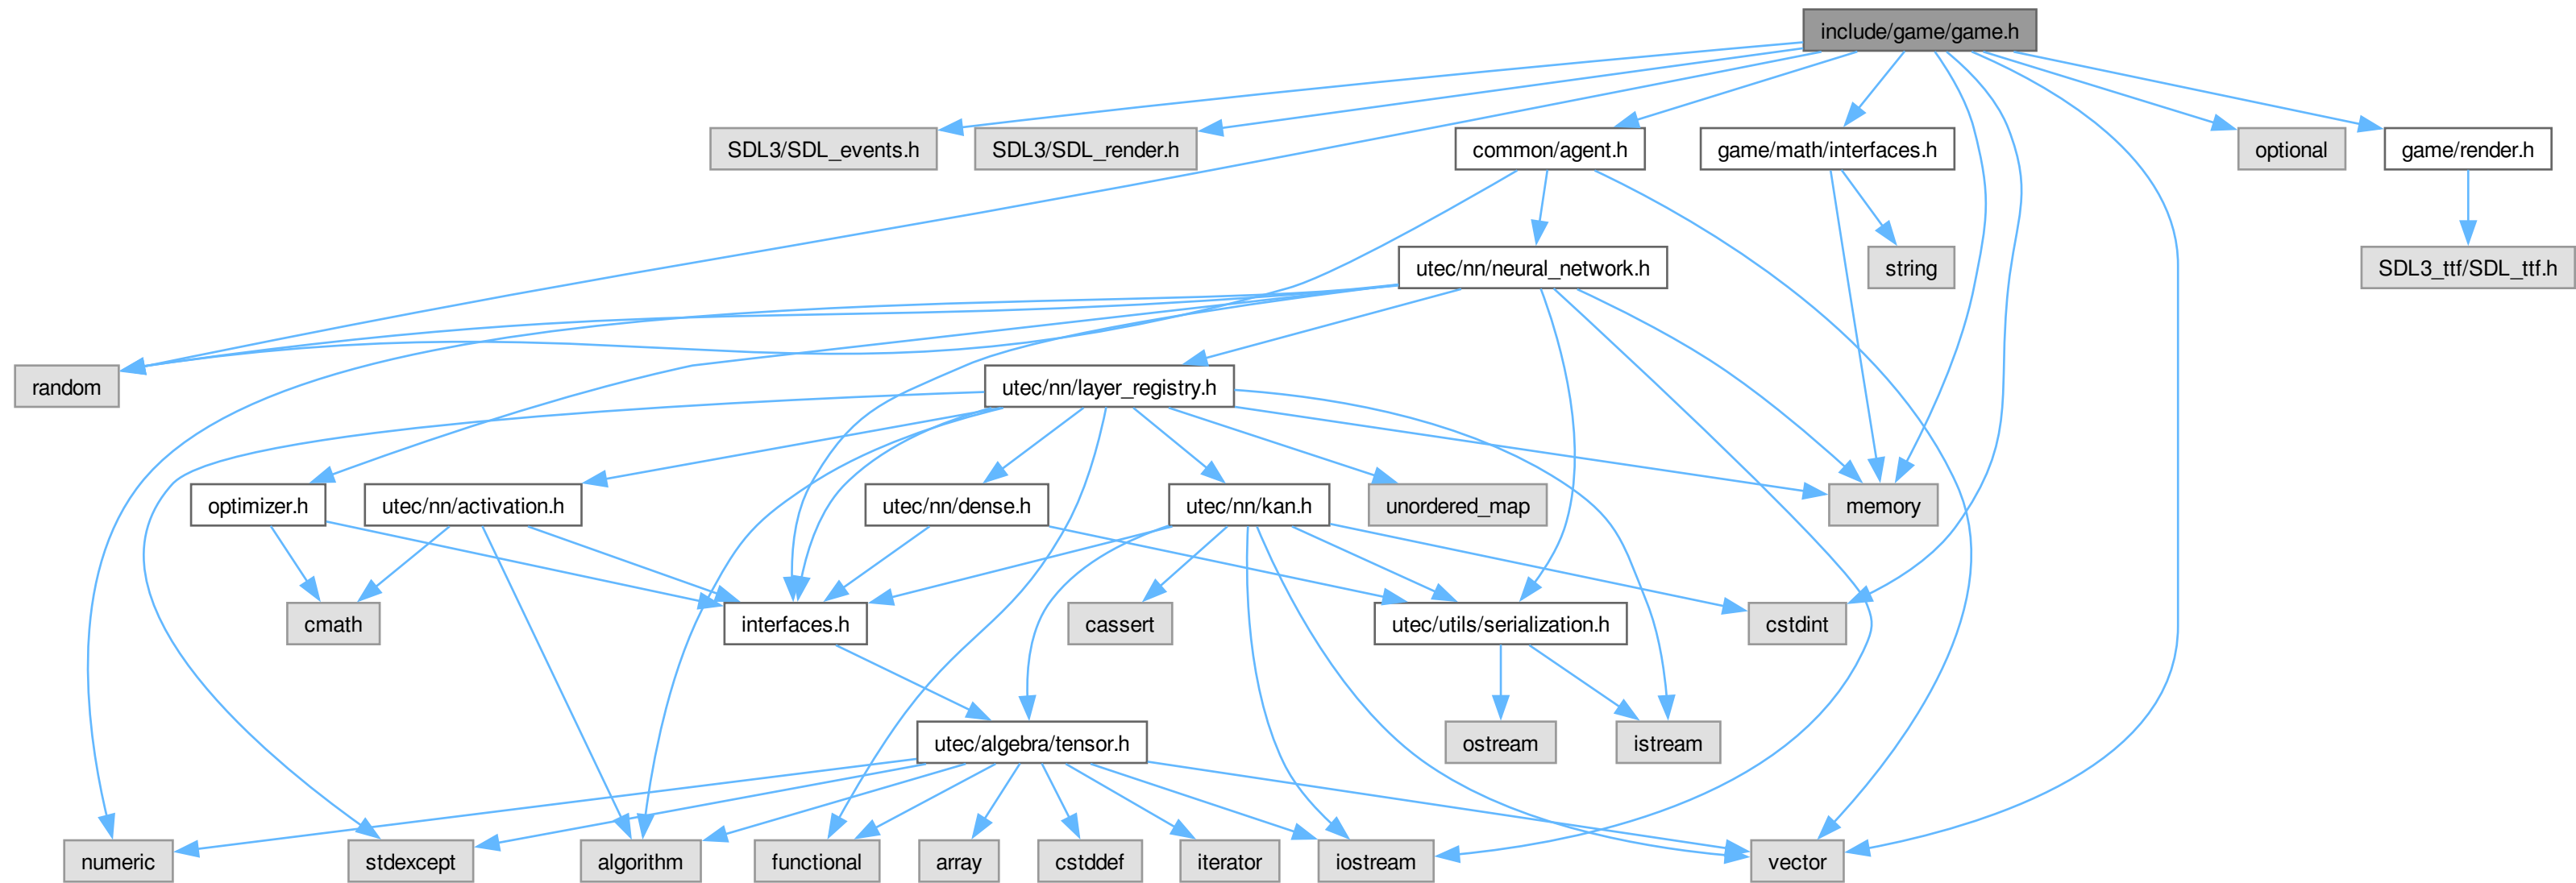 include/game/game.h
SDL3/SDL_events.h
SDL3/SDL_render.h
common/agent.h
game/math/interfaces.h
optional
game/render.h
utec/nn/neural_network.h
string
SDL3_ttf/SDL_ttf.h
random
utec/nn/layer_registry.h
optimizer.h
utec/nn/activation.h
utec/nn/dense.h
utec/nn/kan.h
unordered_map
memory
cmath
interfaces.h
cassert
utec/utils/serialization.h
cstdint
utec/algebra/tensor.h
ostream
istream
numeric
stdexcept
algorithm
functional
array
cstddef
iterator
iostream
vector